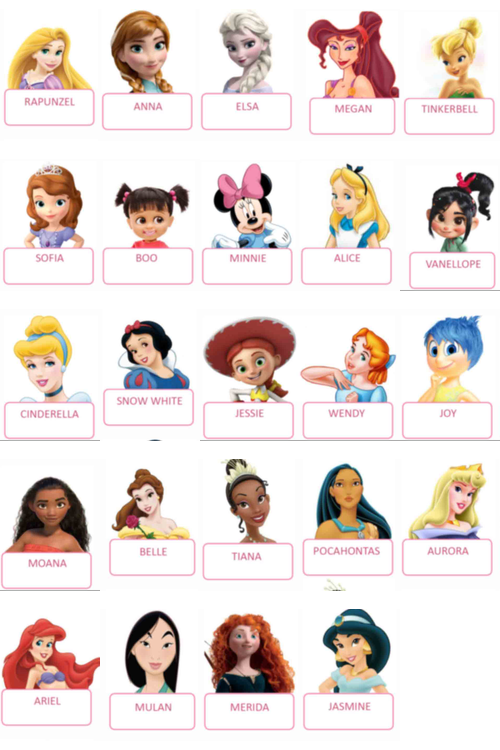 RAPUNZEL
ANNA
ELSA
MEGAN
TINKERBELL
SOFIA
BOO
MINNIE
ALICE
VANELLOPE
CINDERELLA
SNOW WHITE
JESSIE
WENDY
JOY
MOANA
BELLE
TIANA
POCAHONTAS
AURORA
ARIEL
MULAN
MERIDA
JASMINE